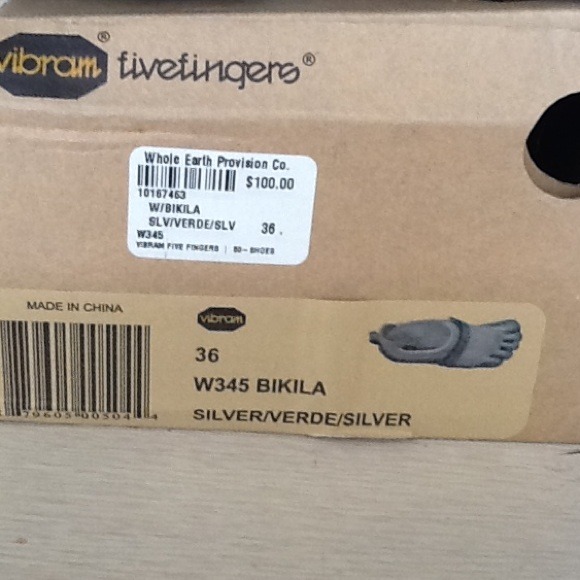 vibram® fivefingers®
Whole Earth Provision Co.
$100.00
10167463
W/BIKILA
SLV/VERDE/SLV 36.
W345
VIBRAM FIVE FINGERS | 80-SHOES
MADE IN CHINA
vibram
36
W345 BIKILA
SILVER/VERDE/SILVER